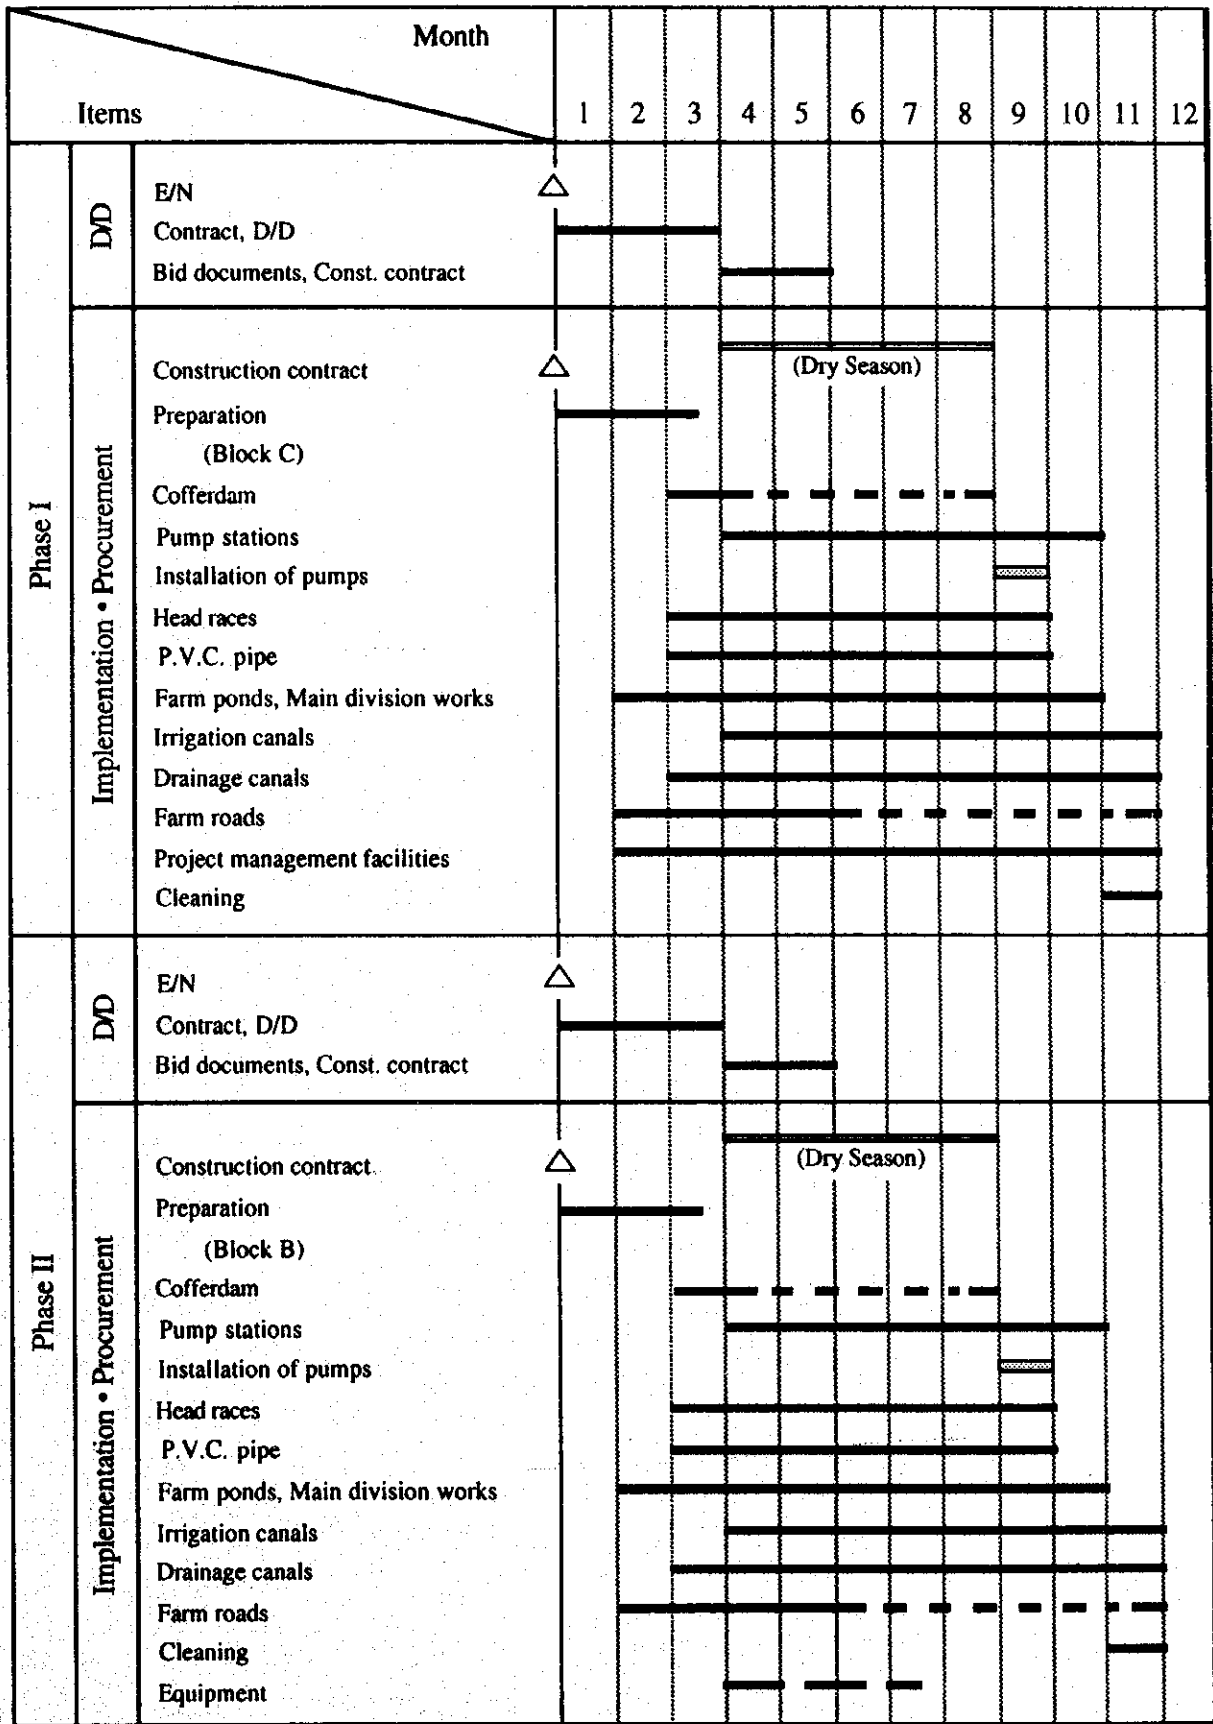 Month
Items
1 2 3 4 5 6 7 8 9 10 11 12
Phase I
D/D
E/N
Contract, D/D
Bid documents, Const. contract
Implementation • Procurement
(Dry Season)
Construction contract
Preparation
(Block C)
Cofferdam
Pump stations
Installation of pumps
Head races
P.V.C. pipe
Farm ponds, Main division works
Irrigation canals
Drainage canals
Farm roads
Project management facilities
Cleaning
Phase II
D/D
E/N
Contract, D/D
Bid documents, Const. contract
Implementation • Procurement
(Dry Season)
Construction contract
Preparation
(Block B)
Cofferdam
Pump stations
Installation of pumps
Head races
P.V.C. pipe
Farm ponds, Main division works
Irrigation canals
Drainage canals
Farm roads
Cleaning
Equipment